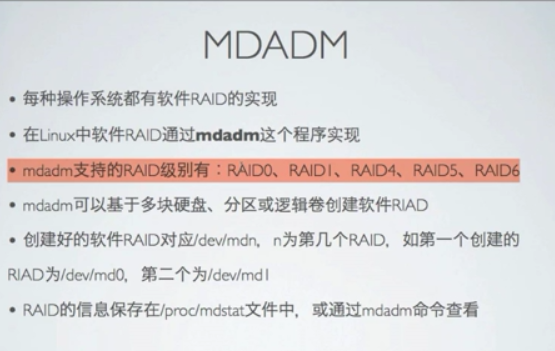 MDADM
• 每种操作系统都有软件RAID的实现
• 在Linux中软件RAID通过mdadm这个程序实现
• mdadm支持的RAID级别有：RAID0、RAID1、RAID4、RAID5、RAID6
• mdadm可以基于多块硬盘、分区或逻辑卷创建软件RIAD
• 创建好的软件RAID对应/dev/mdn，n为第几个RAID，如第一个创建的
RIAD为/dev/md0，第二个为/dev/md1
• RAID的信息保存在/proc/mdstat文件中，或通过mdadm命令查看